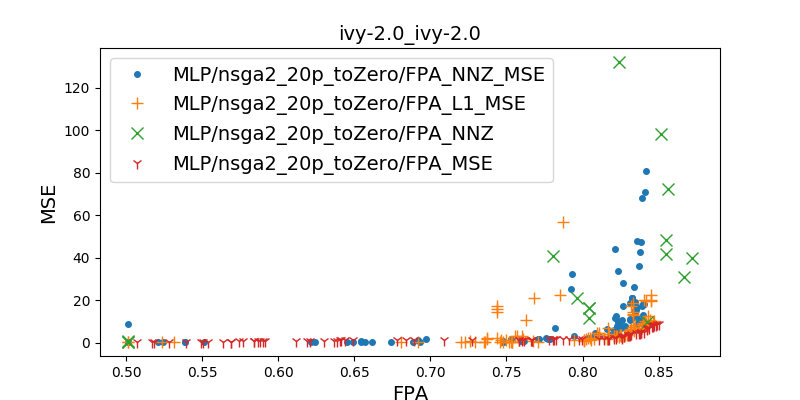 ivy-2.0_ivy-2.0
MLP/nsga2_20p_toZero/FPA_NNZ_MSE
MLP/nsga2_20p_toZero/FPA_L1_MSE
MLP/nsga2_20p_toZero/FPA_NNZ
MLP/nsga2_20p_toZero/FPA_MSE
MSE
120
100
80
60
40
20
0
0.50 0.55 0.60 0.65 0.70 0.75 0.80 0.85
FPA